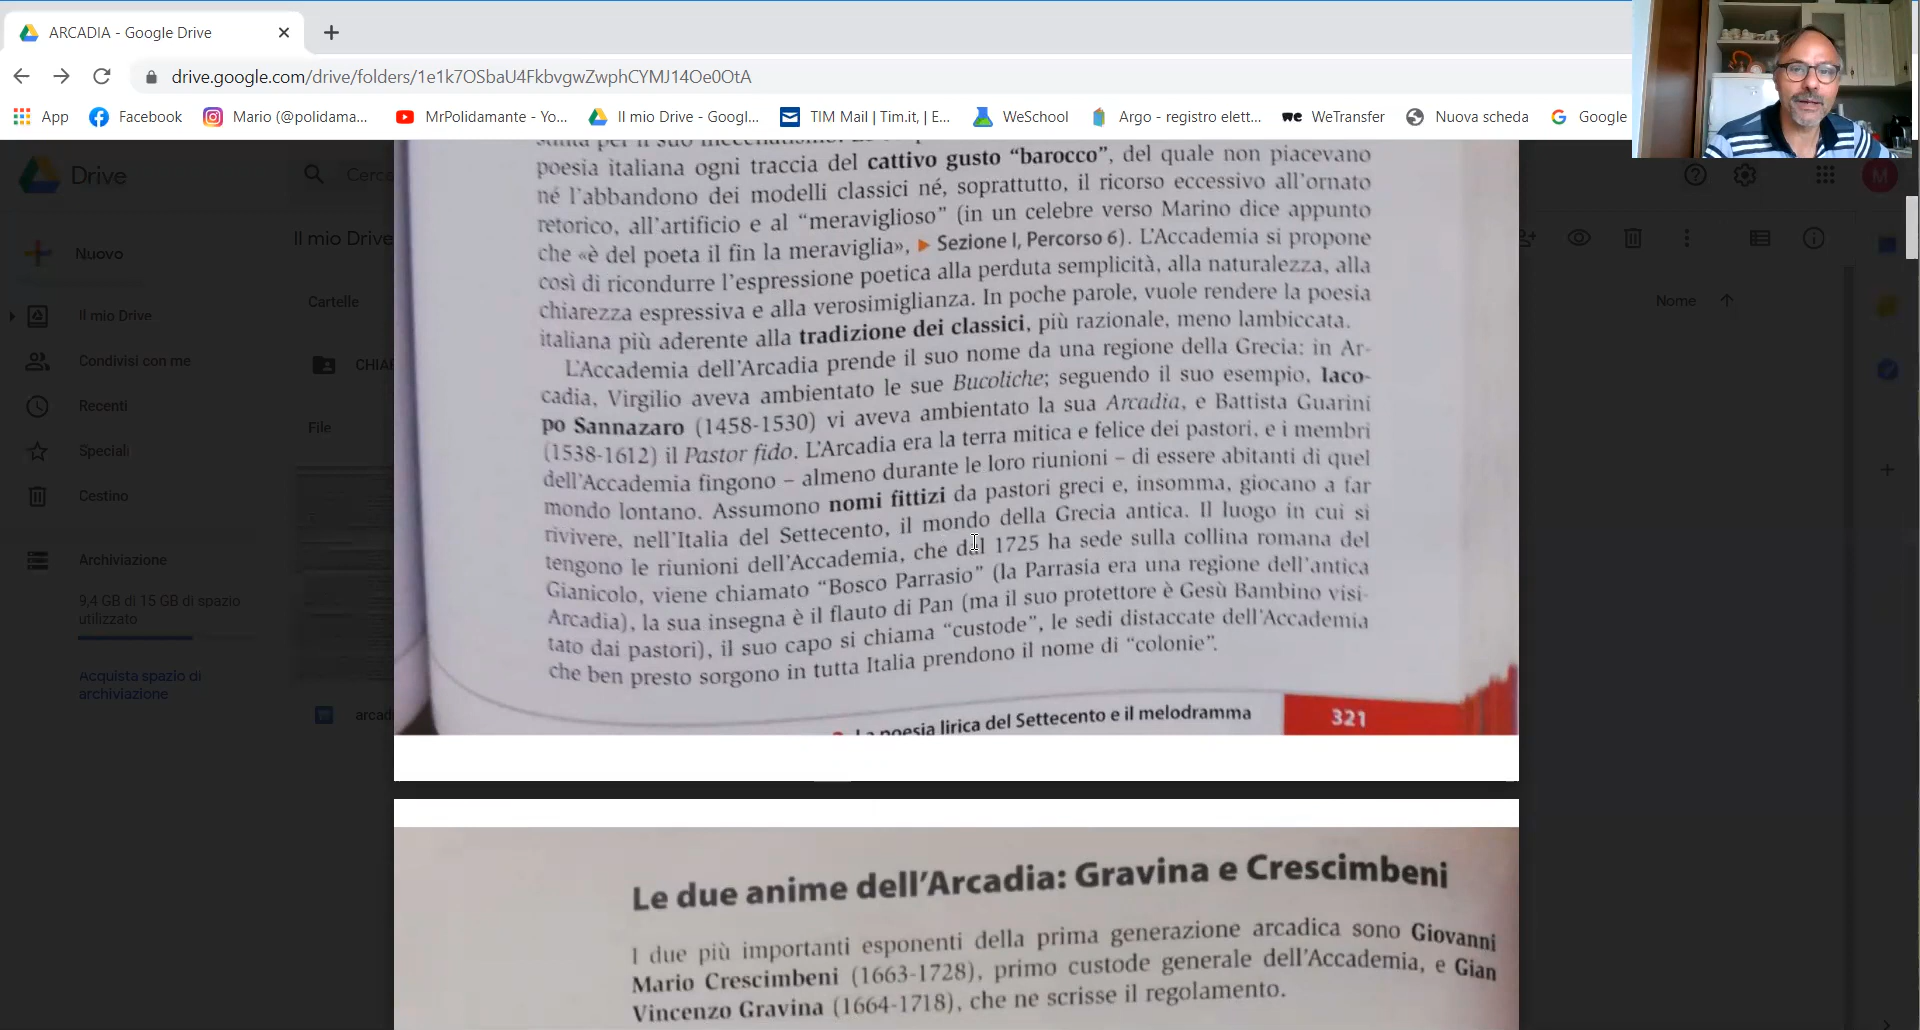 ARCADIA - Google Drive
drive.google.com/drive/folders/1e1k7OSbaU4FkbvgwZwphCYMJ14Oe0OtA
App Facebook Mario (@polidama... MrPolidamante - Yo... Il mio Drive - Googl... TIM Mail | Tim.it, | E... WeSchool Argo - registro elett... we WeTransfer Nuova scheda Google
Drive
Cerca
M
Il mio Drive
Nuovo
Cartelle
Nome
Il mio Drive
Condivisi con me
CHIAR
Recenti
File
Speciali
Cestino
Archiviazione
9,4 GB di 15 GB di spazio
utilizzato
Acquista spazio di
archiviazione
arcadi
poesia italiana ogni traccia del cattivo gusto “barocco”, del quale non piacevano
né l’abbandono dei modelli classici né, soprattutto, il ricorso eccessivo all’ornato
retorico, all’artificio e al “meraviglioso” (in un celebre verso Marino dice appunto
che «è del poeta il fin la meraviglia», ▶ Sezione I, Percorso 6). L’Accademia si propone
così di ricondurre l’espressione poetica alla perduta semplicità, alla naturalezza, alla
chiarezza espressiva e alla verosimiglianza. In poche parole, vuole rendere la poesia
italiana più aderente alla tradizione dei classici, più razionale, meno lambiccata.
L’Accademia dell’Arcadia prende il suo nome da una regione della Grecia: in Ar-
cadia, Virgilio aveva ambientato le sue Bucoliche; seguendo il suo esempio, Iaco-
po Sannazaro (1458-1530) vi aveva ambientato la sua Arcadia, e Battista Guarini
(1538-1612) il Pastor fido. L’Arcadia era la terra mitica e felice dei pastori, e i membri
dell’Accademia fingono – almeno durante le loro riunioni – di essere abitanti di quel
mondo lontano. Assumono nomi fittizi da pastori greci e, insomma, giocano a far
rivivere, nell’Italia del Settecento, il mondo della Grecia antica. Il luogo in cui si
tengono le riunioni dell’Accademia, che dal 1725 ha sede sulla collina romana del
Gianicolo, viene chiamato “Bosco Parrasio” (la Parrasia era una regione dell’antica
Arcadia), la sua insegna è il flauto di Pan (ma il suo protettore è Gesù Bambino visi-
tato dai pastori), il suo capo si chiama “custode”, le sedi distaccate dell’Accademia
che ben presto sorgono in tutta Italia prendono il nome di “colonie”.
La poesia lirica del Settecento e il melodramma 321
Le due anime dell’Arcadia: Gravina e Crescimbeni
I due più importanti esponenti della prima generazione arcadica sono Giovanni
Mario Crescimbeni (1663-1728), primo custode generale dell’Accademia, e Gian
Vincenzo Gravina (1664-1718), che ne scrisse il regolamento.